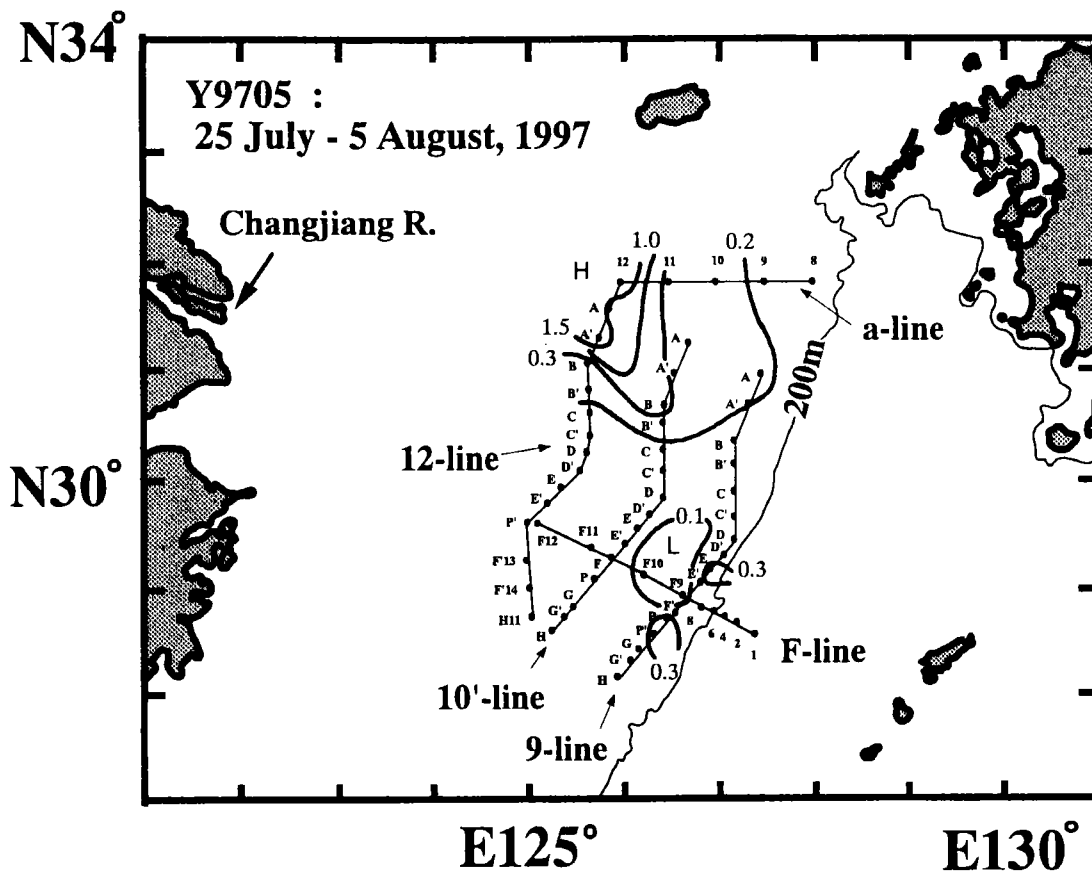 N34°
Y9705 :
25 July - 5 August, 1997
Changjiang R.
1.0
0.2
H
12
11
10
9
8
a-line
A
1.5
A'
0.3
A
A'
A
A'
200m
B
B'
C
C'
D
D'
E
E'
P'
B
B'
C
C'
D
D'
E
E'
F
P
G
G'
H
B
B'
C
C'
D
D'
E
E'
12-line
N30°
0.1
L
F12
F11
F10
F9
0.3
F'13
F'14
H11
F'
8
6
4
2
1
F-line
P
P'
G
G'
H
0.3
10'-line
9-line
E125°
E130°